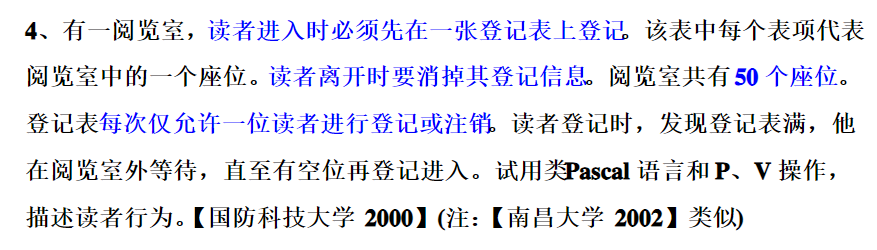 4、有一阅览室，读者进入时必须先在一张登记表上登记。该表中每个表项代表
阅览室中的一个座位。读者离开时要消掉其登记信息。阅览室共有 50 个座位。
登记表每次仅允许一位读者进行登记或注销。读者登记时，发现登记表满，他
在阅览室外等待，直至有空位再登记进入。试用类Pascal 语言和 P、V 操作，
描述读者行为。【国防科技大学 2000】(注：【南昌大学 2002】类似)